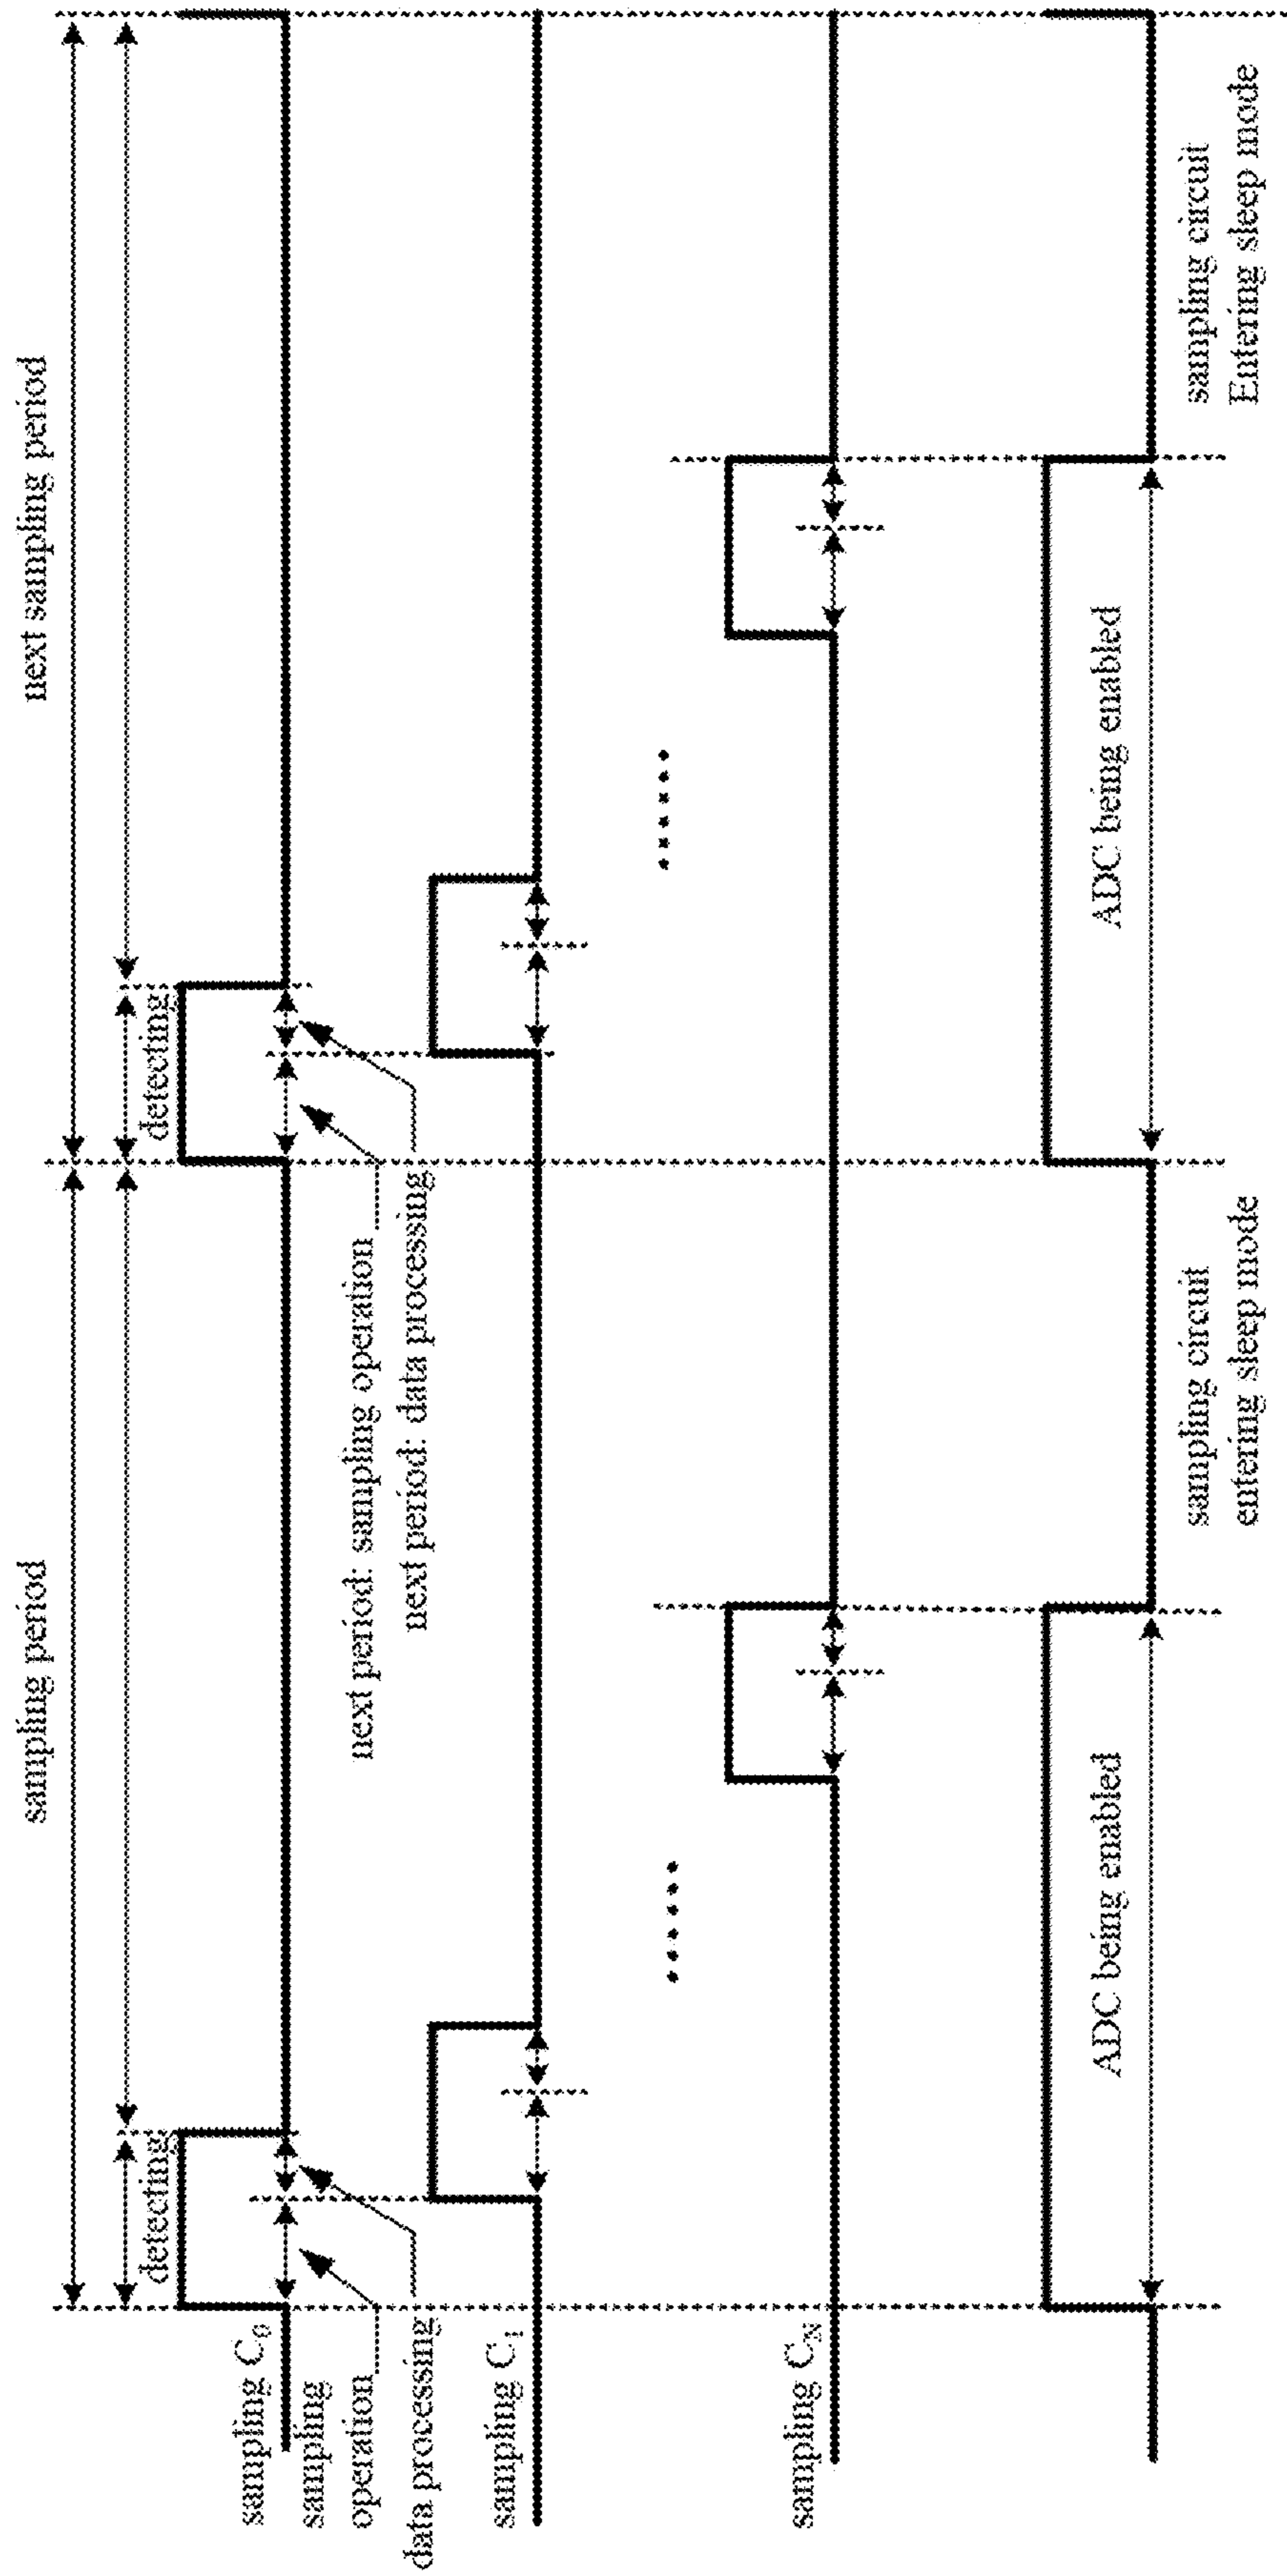 sampling period
next sampling period
detecting
detecting
sampling C₀
sampling
operation
data processing
next period: sampling operation
next period: data processing
sampling C₁
sampling C_N
ADC being enabled
ADC being enabled
sampling circuit
entering sleep mode
sampling circuit
Entering sleep mode